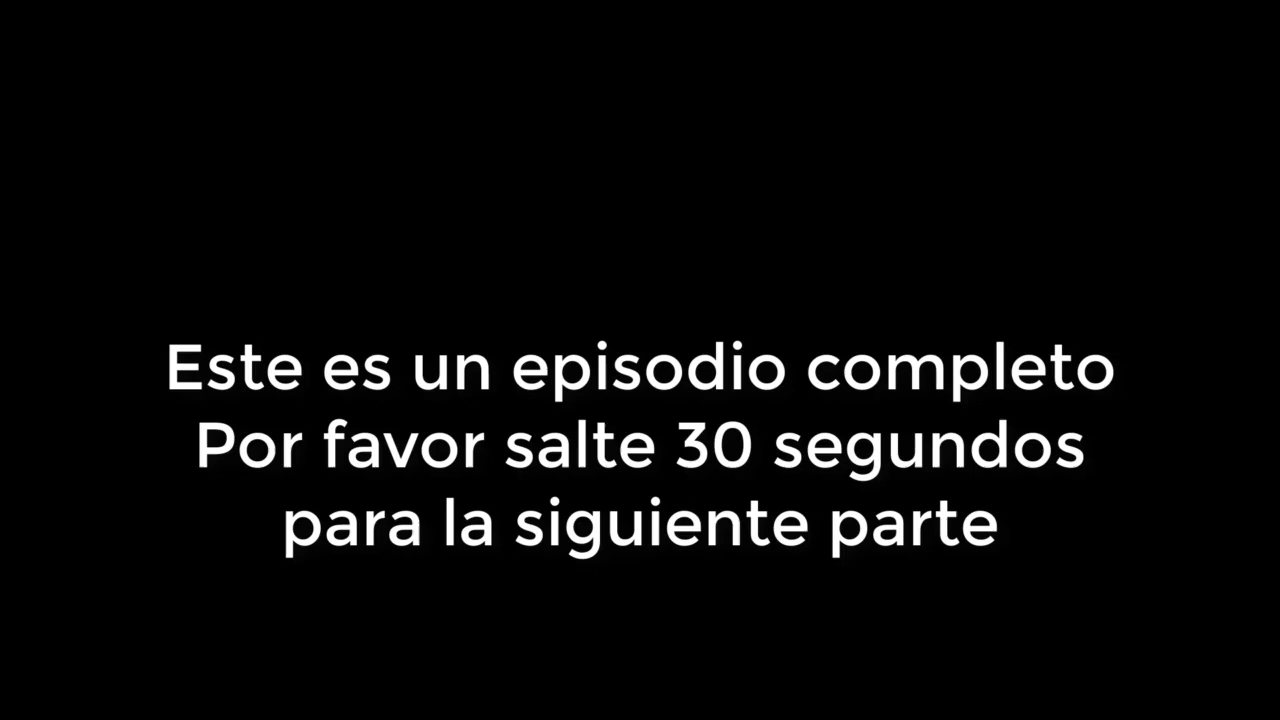 Este es un episodio completo
Por favor salte 30 segundos
para la siguiente parte